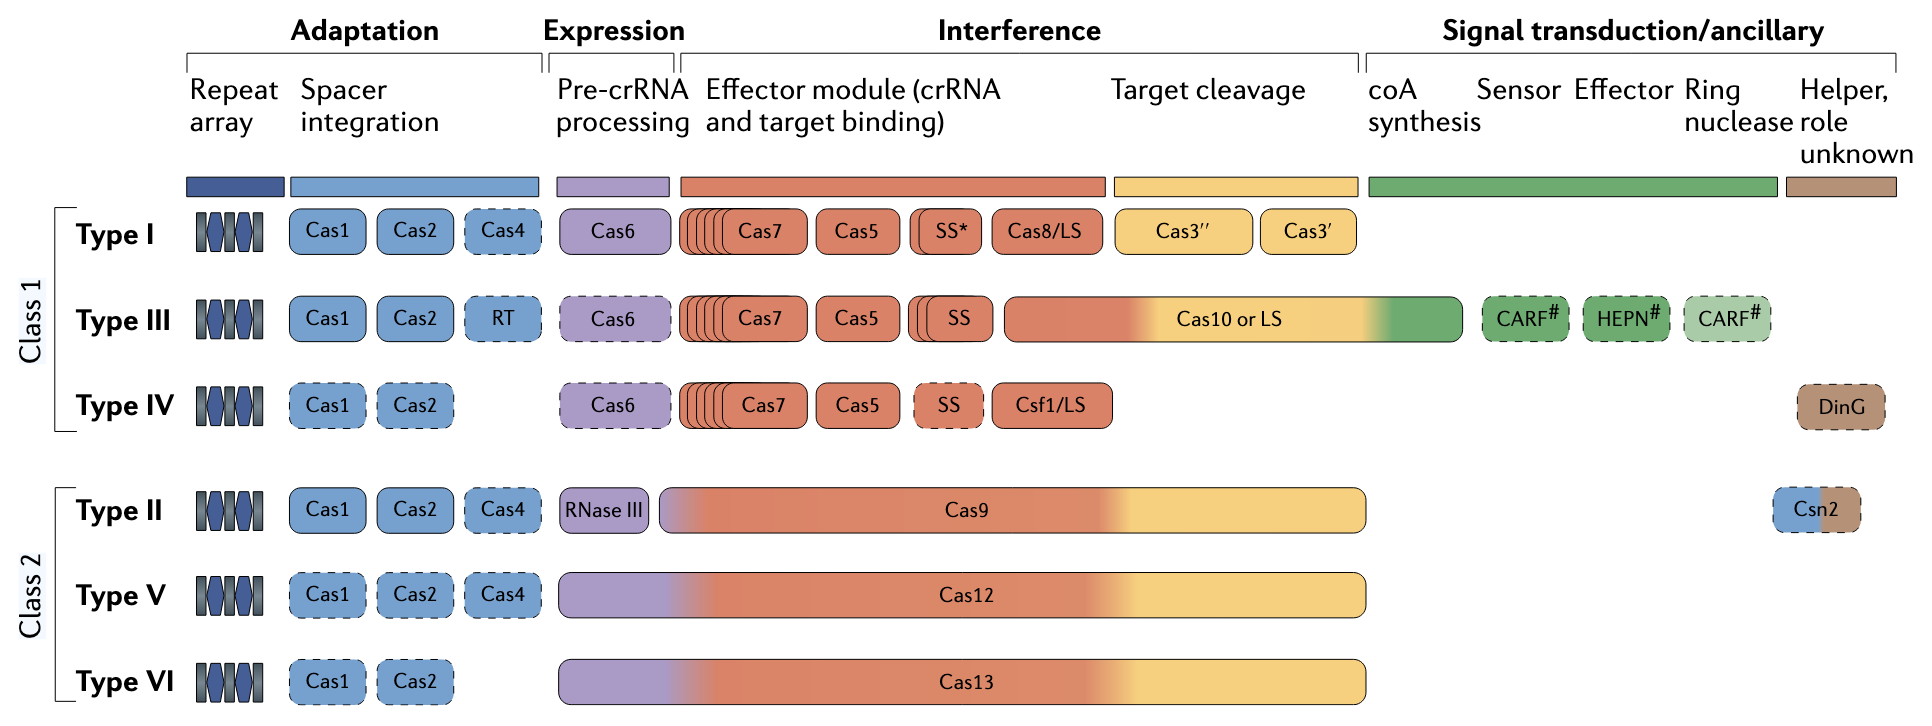 Adaptation Expression Interference Signal transduction/ancillary
Repeat array
Spacer integration
Pre-crRNA processing
Effector module (crRNA and target binding)
Target cleavage
coA synthesis
Sensor
Effector
Ring nuclease
Helper, role unknown
Class 1
Type I Cas1 Cas2 Cas4 Cas6 Cas7 Cas5 SS* Cas8/LS Cas3′′ Cas3′
Type III Cas1 Cas2 RT Cas6 Cas7 Cas5 SS Cas10 or LS CARF# HEPN# CARF#
Type IV Cas1 Cas2 Cas6 Cas7 Cas5 SS Csf1/LS DinG
Class 2
Type II Cas1 Cas2 Cas4 RNase III Cas9 Csn2
Type V Cas1 Cas2 Cas4 Cas12
Type VI Cas1 Cas2 Cas13